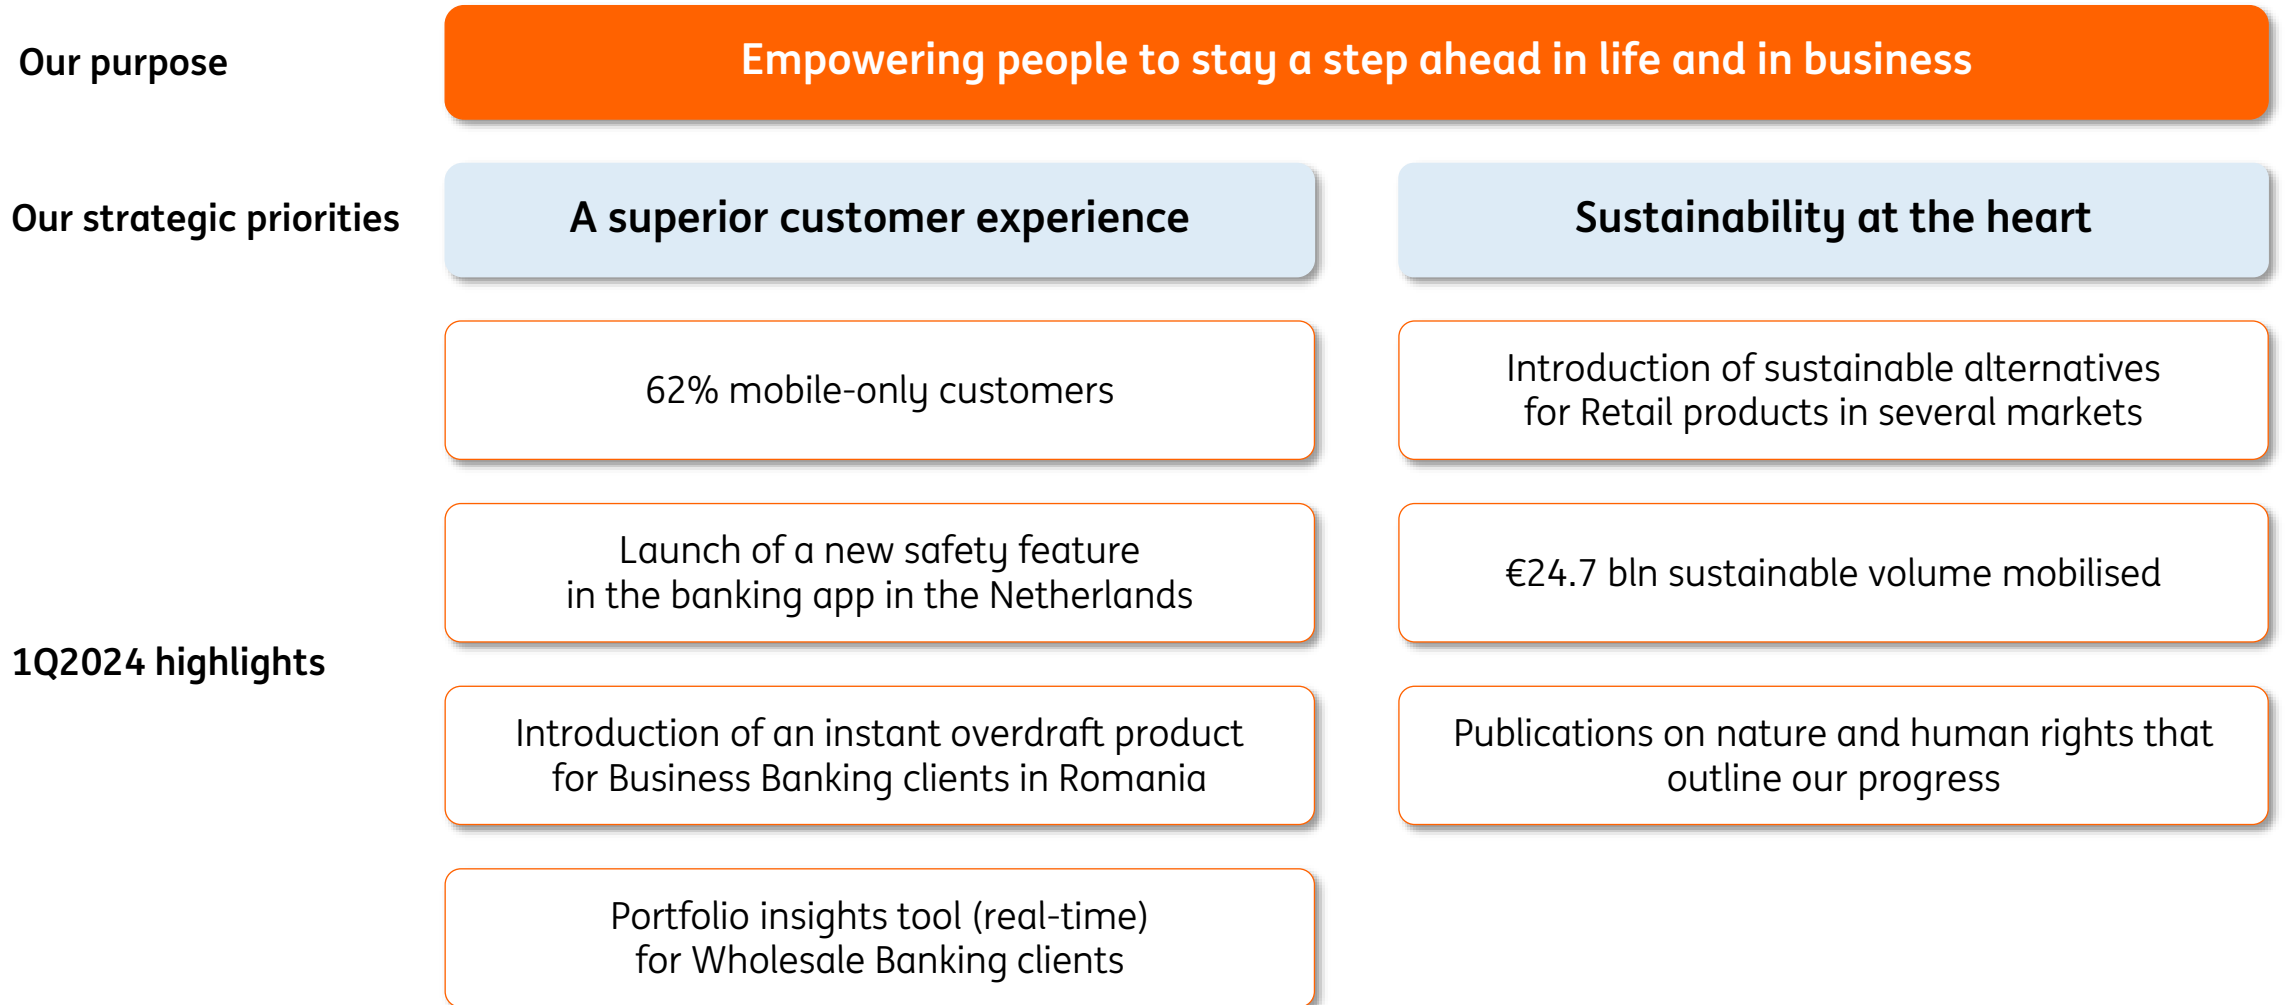 Our purpose
Empowering people to stay a step ahead in life and in business
Our strategic priorities
A superior customer experience
Sustainability at the heart
1Q2024 highlights
62% mobile-only customers
Introduction of sustainable alternatives
for Retail products in several markets
Launch of a new safety feature
in the banking app in the Netherlands
€24.7 bln sustainable volume mobilised
Introduction of an instant overdraft product
for Business Banking clients in Romania
Publications on nature and human rights that
outline our progress
Portfolio insights tool (real-time)
for Wholesale Banking clients